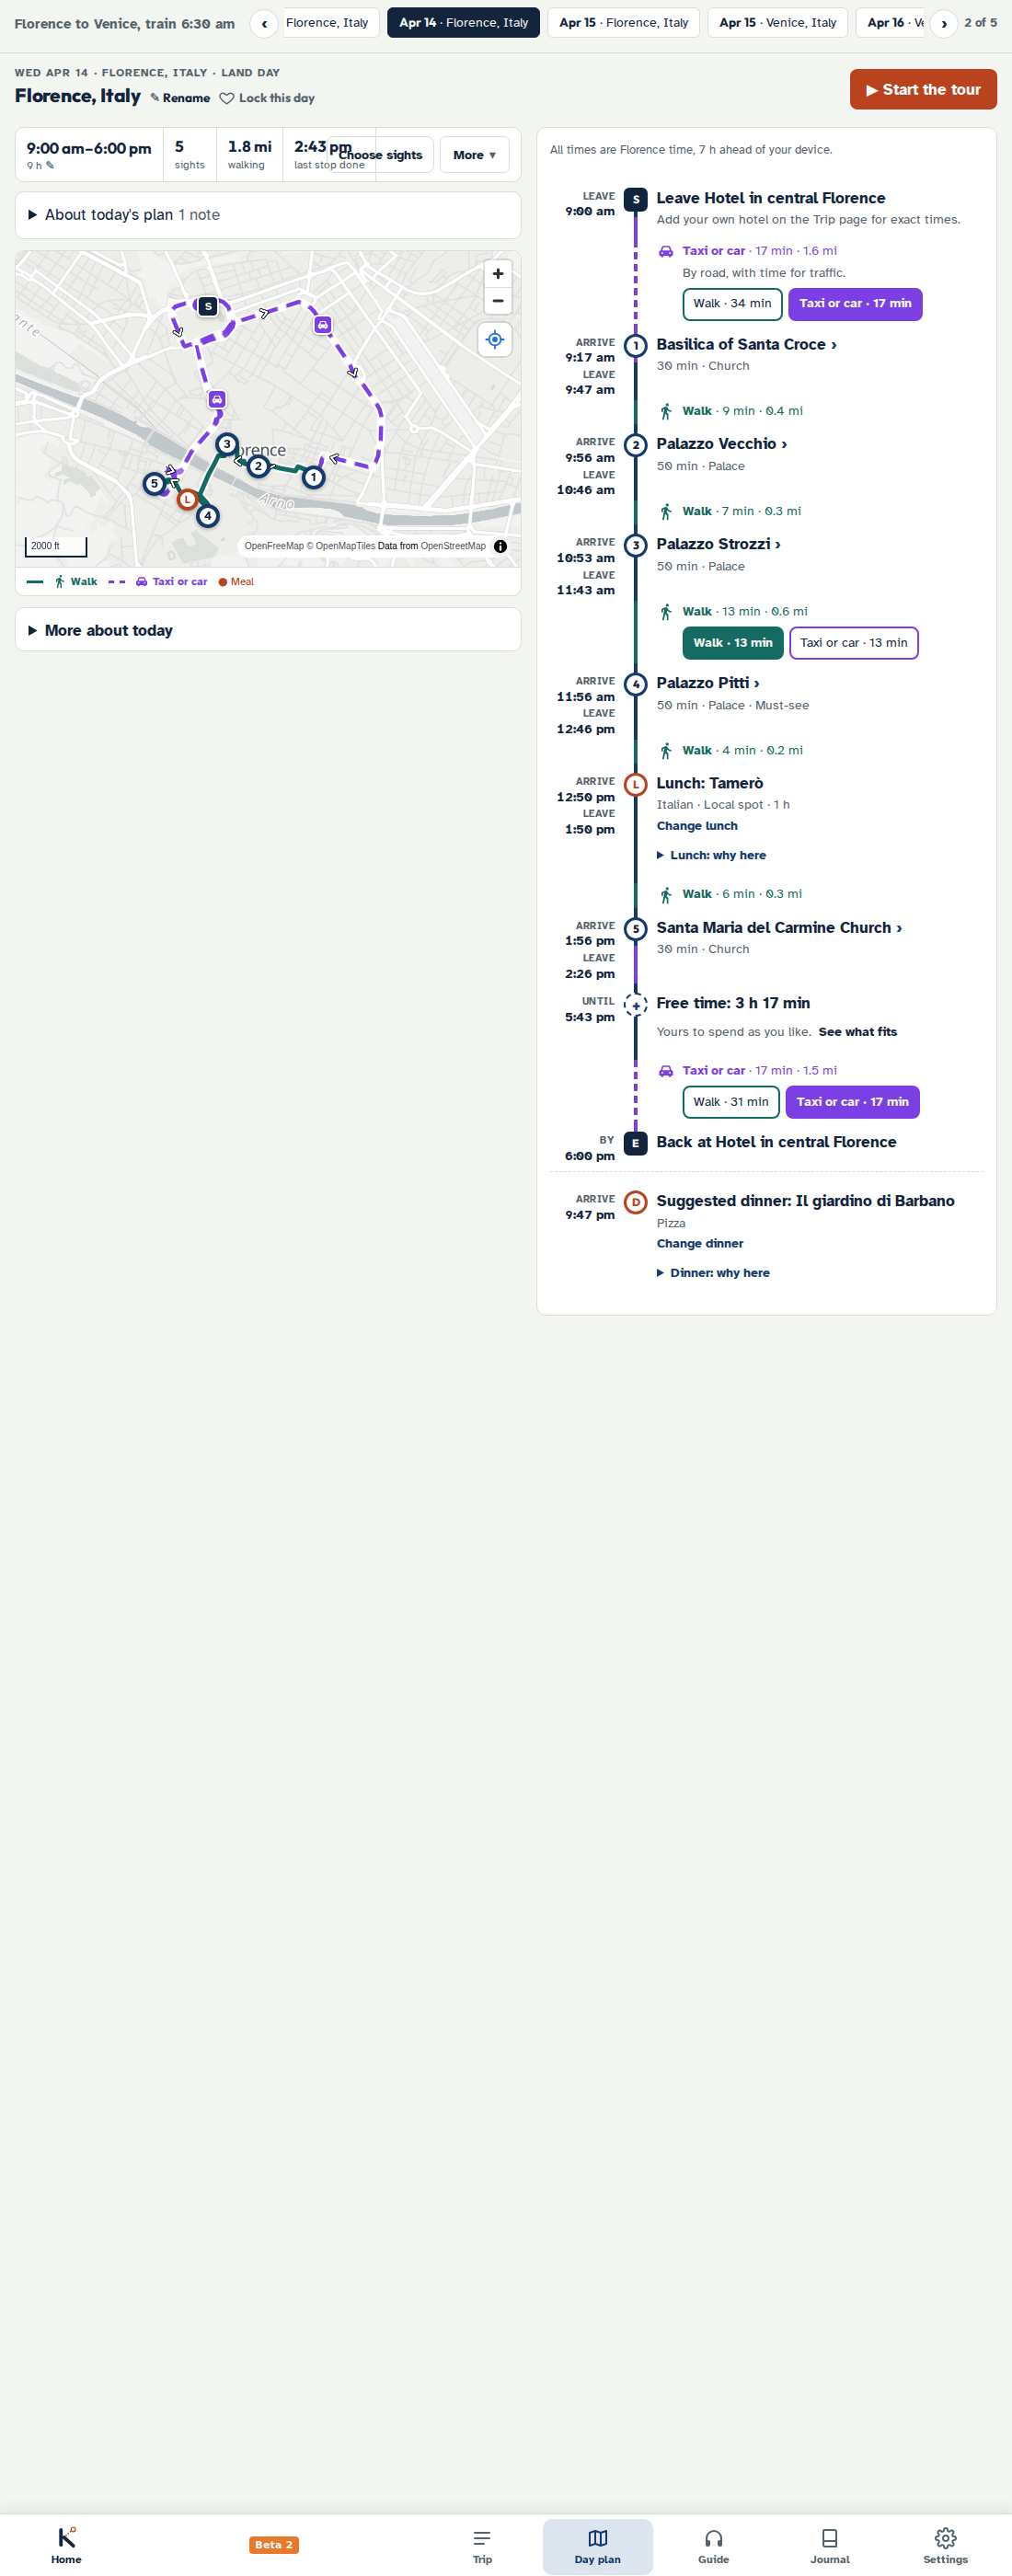 Florence to Venice, train 6:30 am
‹ Florence, Italy Apr 14 · Florence, Italy Apr 15 · Florence, Italy Apr 15 · Venice, Italy Apr 16 · Ve › 2 of 5
WED APR 14 · FLORENCE, ITALY · LAND DAY
Florence, Italy ✎ Rename Lock this day
▶ Start the tour
9:00 am–6:00 pm
9 h ✎
5
sights
1.8 mi
walking
2:43 pm
last stop done
Choose sights
More ▾
▶ About today's plan 1 note
S
+
−
3
orence
2
1
5
L
4
Arno
2000 ft
OpenFreeMap © OpenMapTiles Data from OpenStreetMap
Walk Taxi or car Meal
▶ More about today
All times are Florence time, 7 h ahead of your device.
LEAVE
9:00 am
S
Leave Hotel in central Florence
Add your own hotel on the Trip page for exact times.
Taxi or car · 17 min · 1.6 mi
By road, with time for traffic.
Walk · 34 min Taxi or car · 17 min
ARRIVE
9:17 am
LEAVE
9:47 am
1
Basilica of Santa Croce ›
30 min · Church
Walk · 9 min · 0.4 mi
ARRIVE
9:56 am
LEAVE
10:46 am
2
Palazzo Vecchio ›
50 min · Palace
Walk · 7 min · 0.3 mi
ARRIVE
10:53 am
LEAVE
11:43 am
3
Palazzo Strozzi ›
50 min · Palace
Walk · 13 min · 0.6 mi
Walk · 13 min Taxi or car · 13 min
ARRIVE
11:56 am
LEAVE
12:46 pm
4
Palazzo Pitti ›
50 min · Palace · Must-see
Walk · 4 min · 0.2 mi
ARRIVE
12:50 pm
LEAVE
1:50 pm
L
Lunch: Tamerò
Italian · Local spot · 1 h
Change lunch
▶ Lunch: why here
Walk · 6 min · 0.3 mi
ARRIVE
1:56 pm
LEAVE
2:26 pm
5
Santa Maria del Carmine Church ›
30 min · Church
UNTIL
5:43 pm
+
Free time: 3 h 17 min
Yours to spend as you like. See what fits
Taxi or car · 17 min · 1.5 mi
Walk · 31 min Taxi or car · 17 min
BY
6:00 pm
E
Back at Hotel in central Florence
ARRIVE
9:47 pm
D
Suggested dinner: Il giardino di Barbano
Pizza
Change dinner
▶ Dinner: why here
Home Beta 2 Trip Day plan Guide Journal Settings